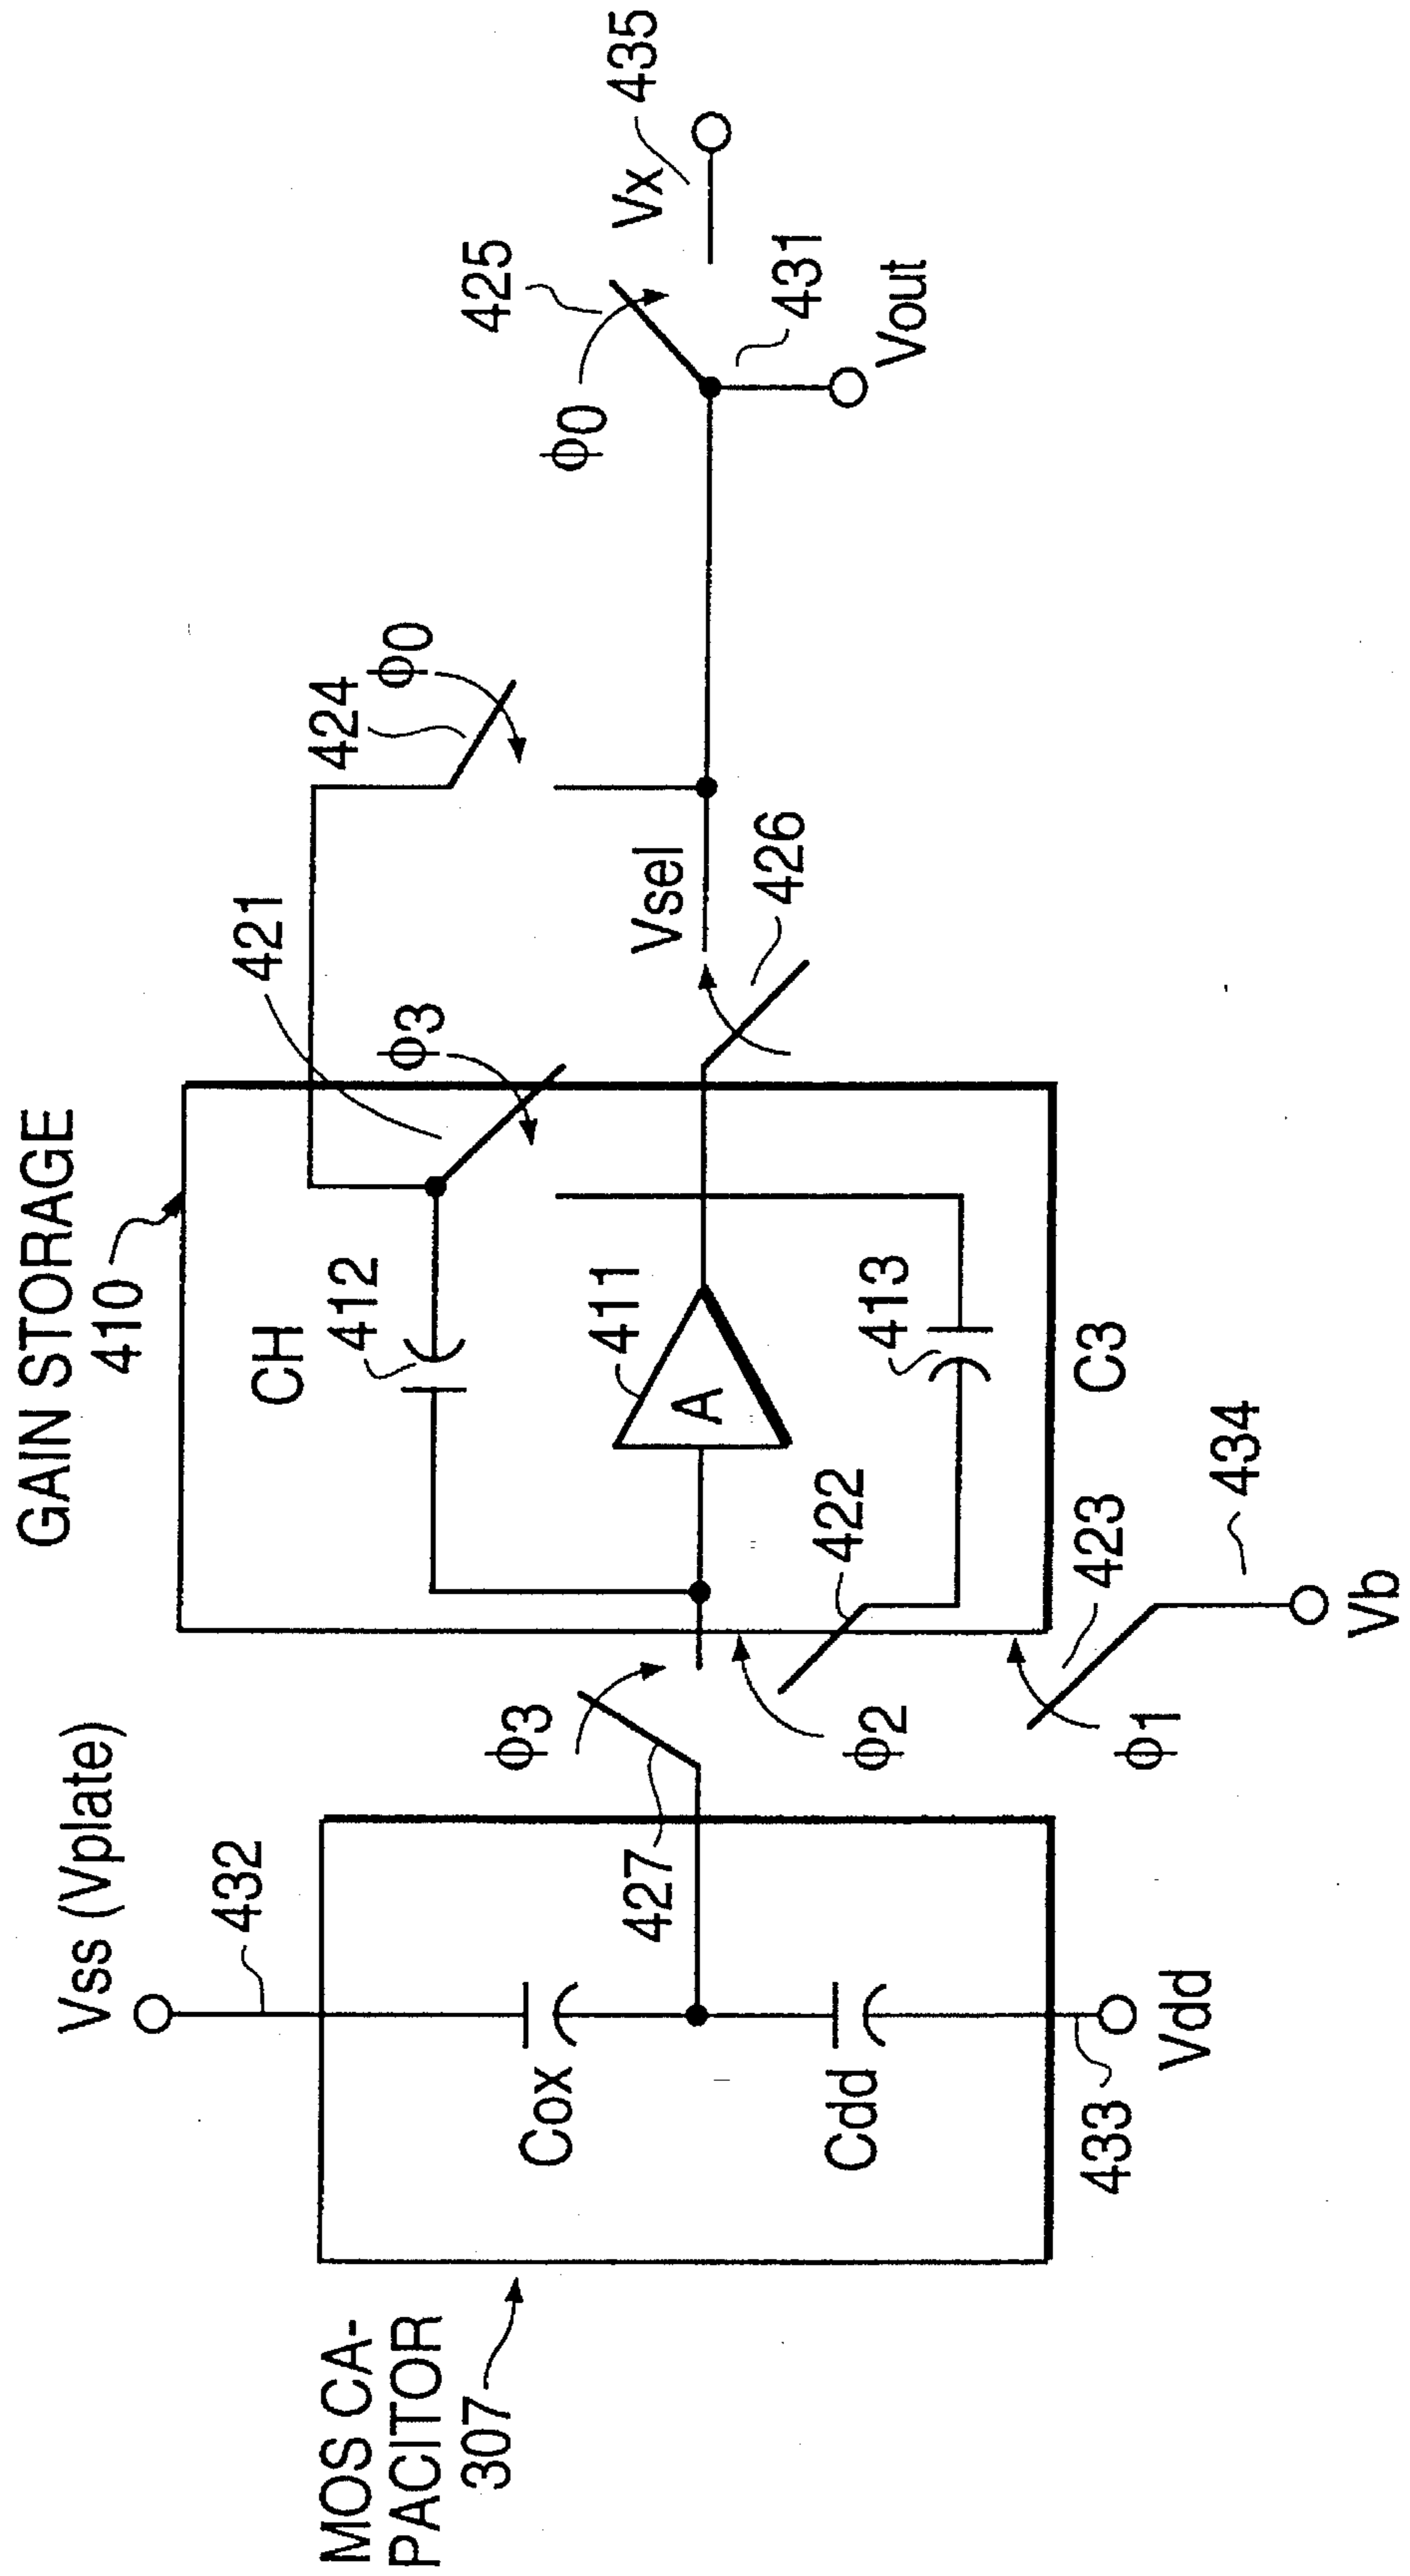 GAIN STORAGE
410
MOS CA-
PACITOR
307
Vss (Vplate)
432
Cox
Cdd
433
Vdd
427
ϕ3
ϕ2
ϕ1
422
423
434
Vb
CH
412
A
411
413
C3
421
ϕ3
424
ϕ0
Vsel
426
425
ϕ0
Vx
435
431
Vout